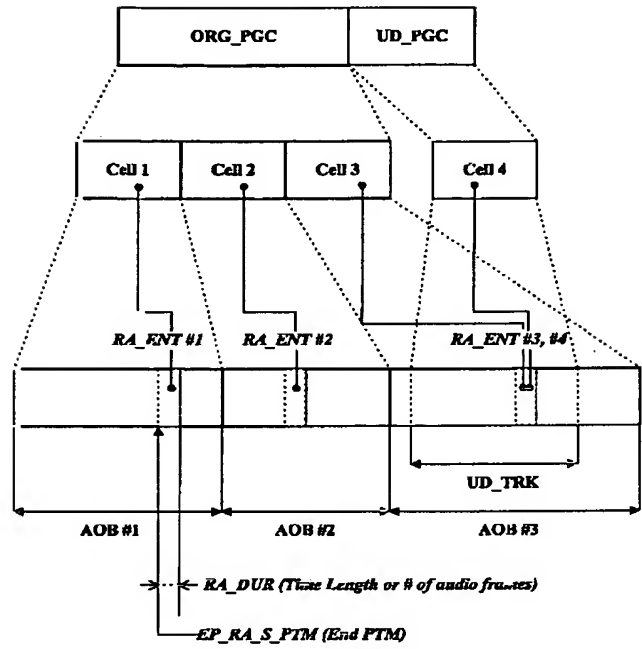 ORG_PGC UD_PGC
Cell 1 Cell 2 Cell 3 Cell 4
RA_ENT #1 RA_ENT #2 RA_ENT #3, #4
UD_TRK
AOB #1 AOB #2 AOB #3
RA_DUR (Time Length or # of audio frames)
EP_RA_S_PTM (End PTM)